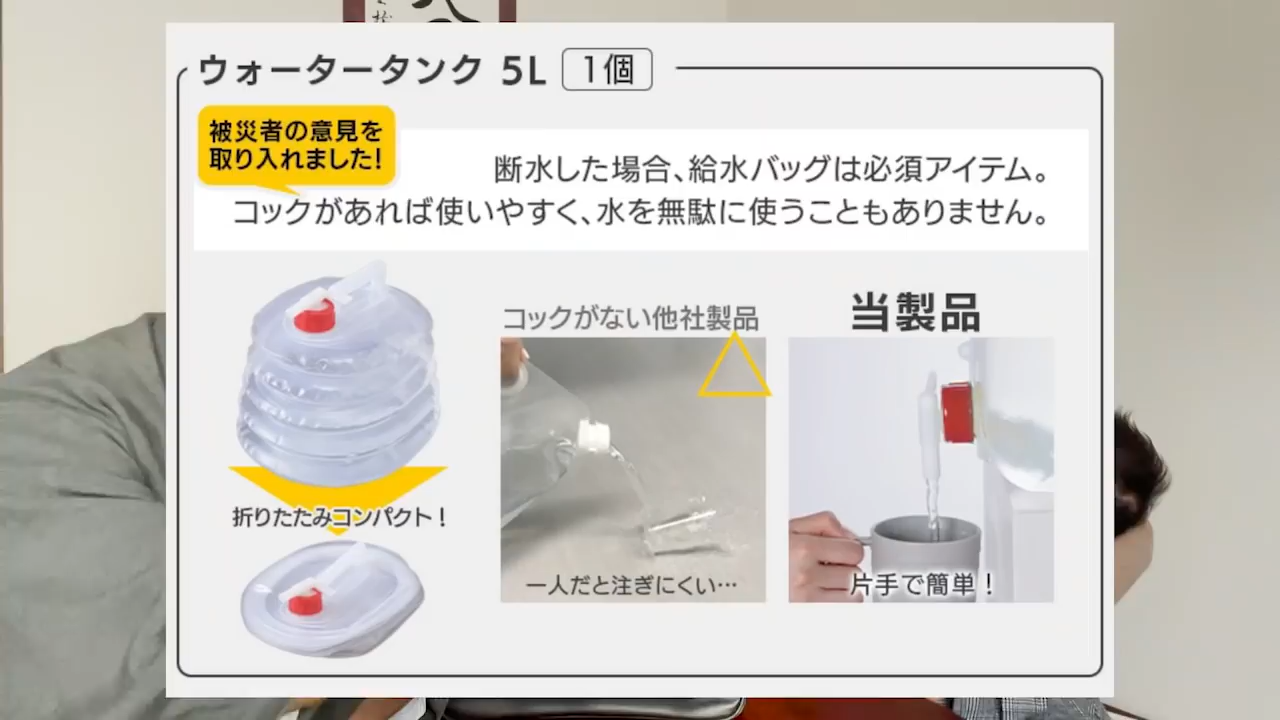 ウォータータンク 5L 1個
被災者の意見を
取り入れました!
断水した場合、給水バッグは必須アイテム。
コックがあれば使いやすく、水を無駄に使うこともありません。
コックがない他社製品
当製品
折りたたみコンパクト!
一人だと注ぎにくい…
片手で簡単!